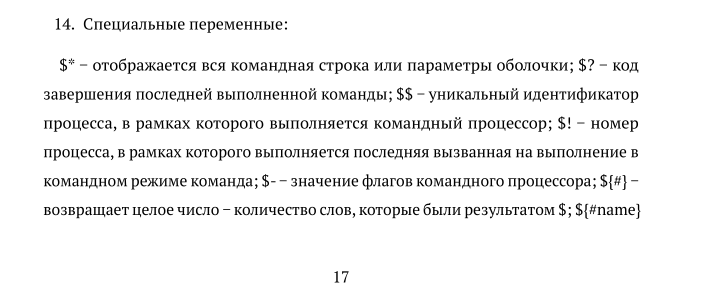 14. Специальные переменные:
$* – отображается вся командная строка или параметры оболочки; $? – код
завершения последней выполненной команды; $$ – уникальный идентификатор
процесса, в рамках которого выполняется командный процессор; $! – номер
процесса, в рамках которого выполняется последняя вызванная на выполнение в
командном режиме команда; $- – значение флагов командного процессора; ${#} –
возвращает целое число – количество слов, которые были результатом $; ${#name}
17